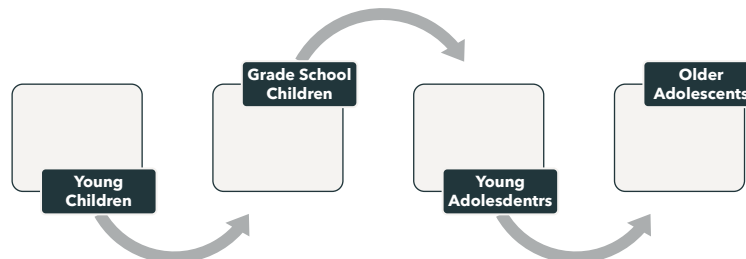 Young
Children
Grade School
Children
Young
Adolesdentrs
Older
Adolescents